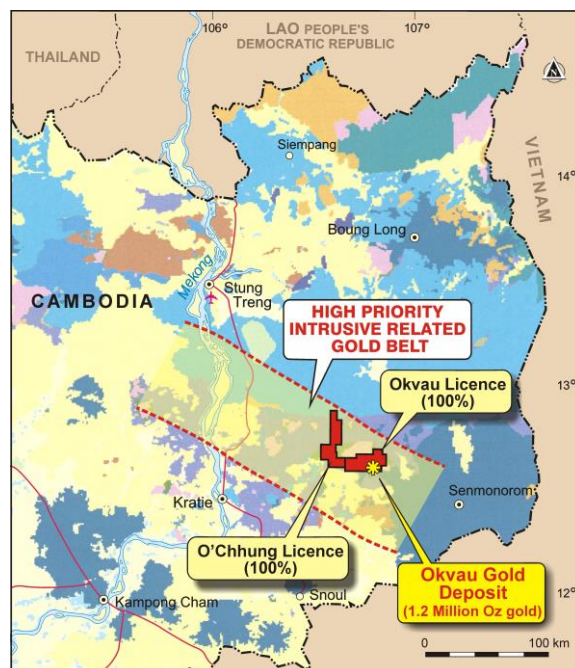 106°
107°
LAO PEOPLE'S
DEMOCRATIC REPUBLIC
THAILAND
VIETNAM
Siempang
14°
Boung Long
Mekong
Stung
Treng
CAMBODIA
HIGH PRIORITY
INTRUSIVE RELATED
GOLD BELT
13°
Okvau Licence
(100%)
Kratie
Senmonorom
O'Chhung Licence
(100%)
Okvau Gold
Deposit
(1.2 Million Oz gold)
Kampong Cham
Snoul
12°
0
100 km